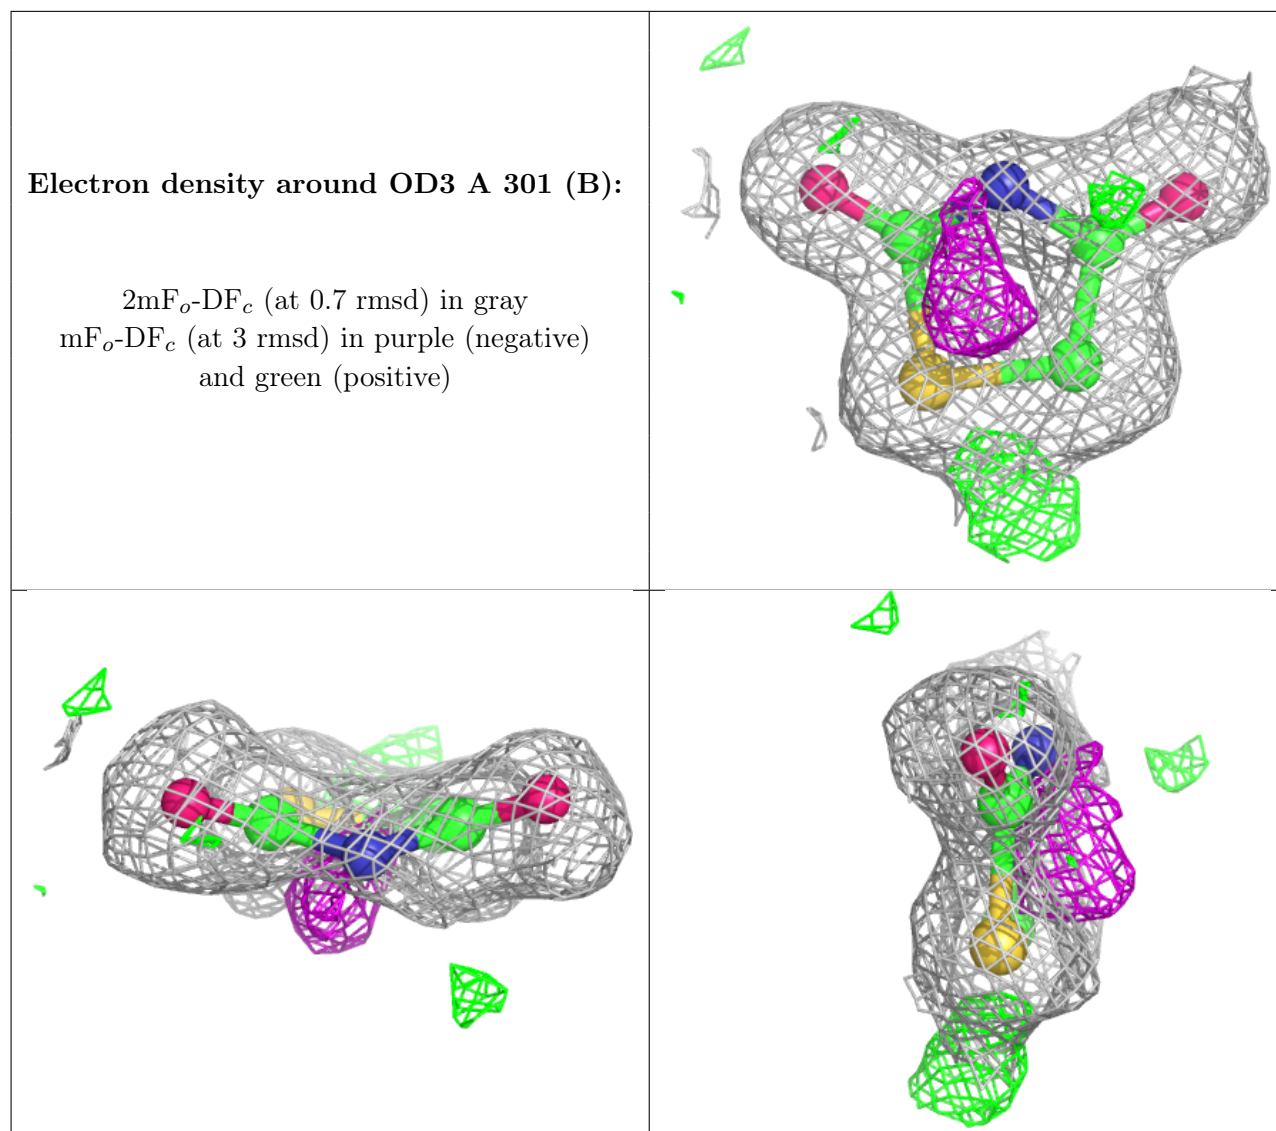 Electron density around OD3 A 301 (B):
2mFo-DFc (at 0.7 rmsd) in gray
mFo-DFc (at 3 rmsd) in purple (negative)
and green (positive)